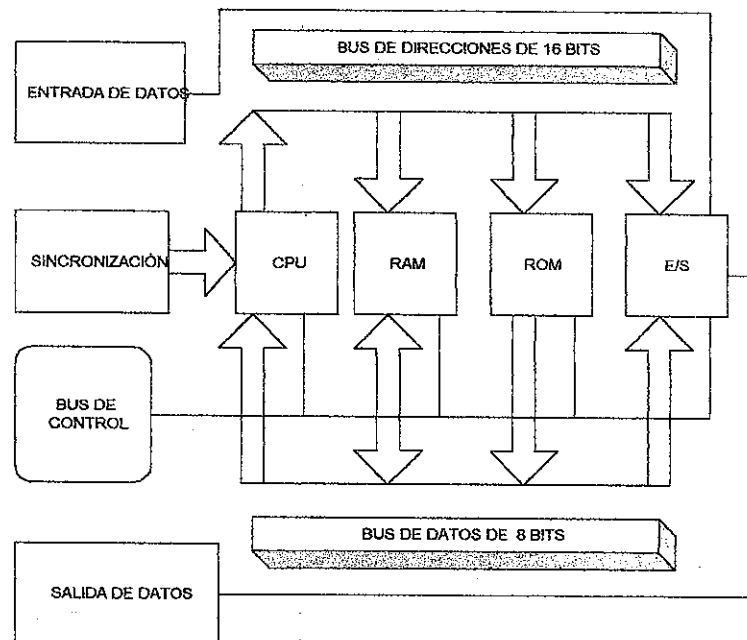 BUS DE DIRECCIONES DE 16 BITS
ENTRADA DE DATOS
SINCRONIZACIÓN
CPU
RAM
ROM
E/S
BUS DE
CONTROL
BUS DE DATOS DE 8 BITS
SALIDA DE DATOS